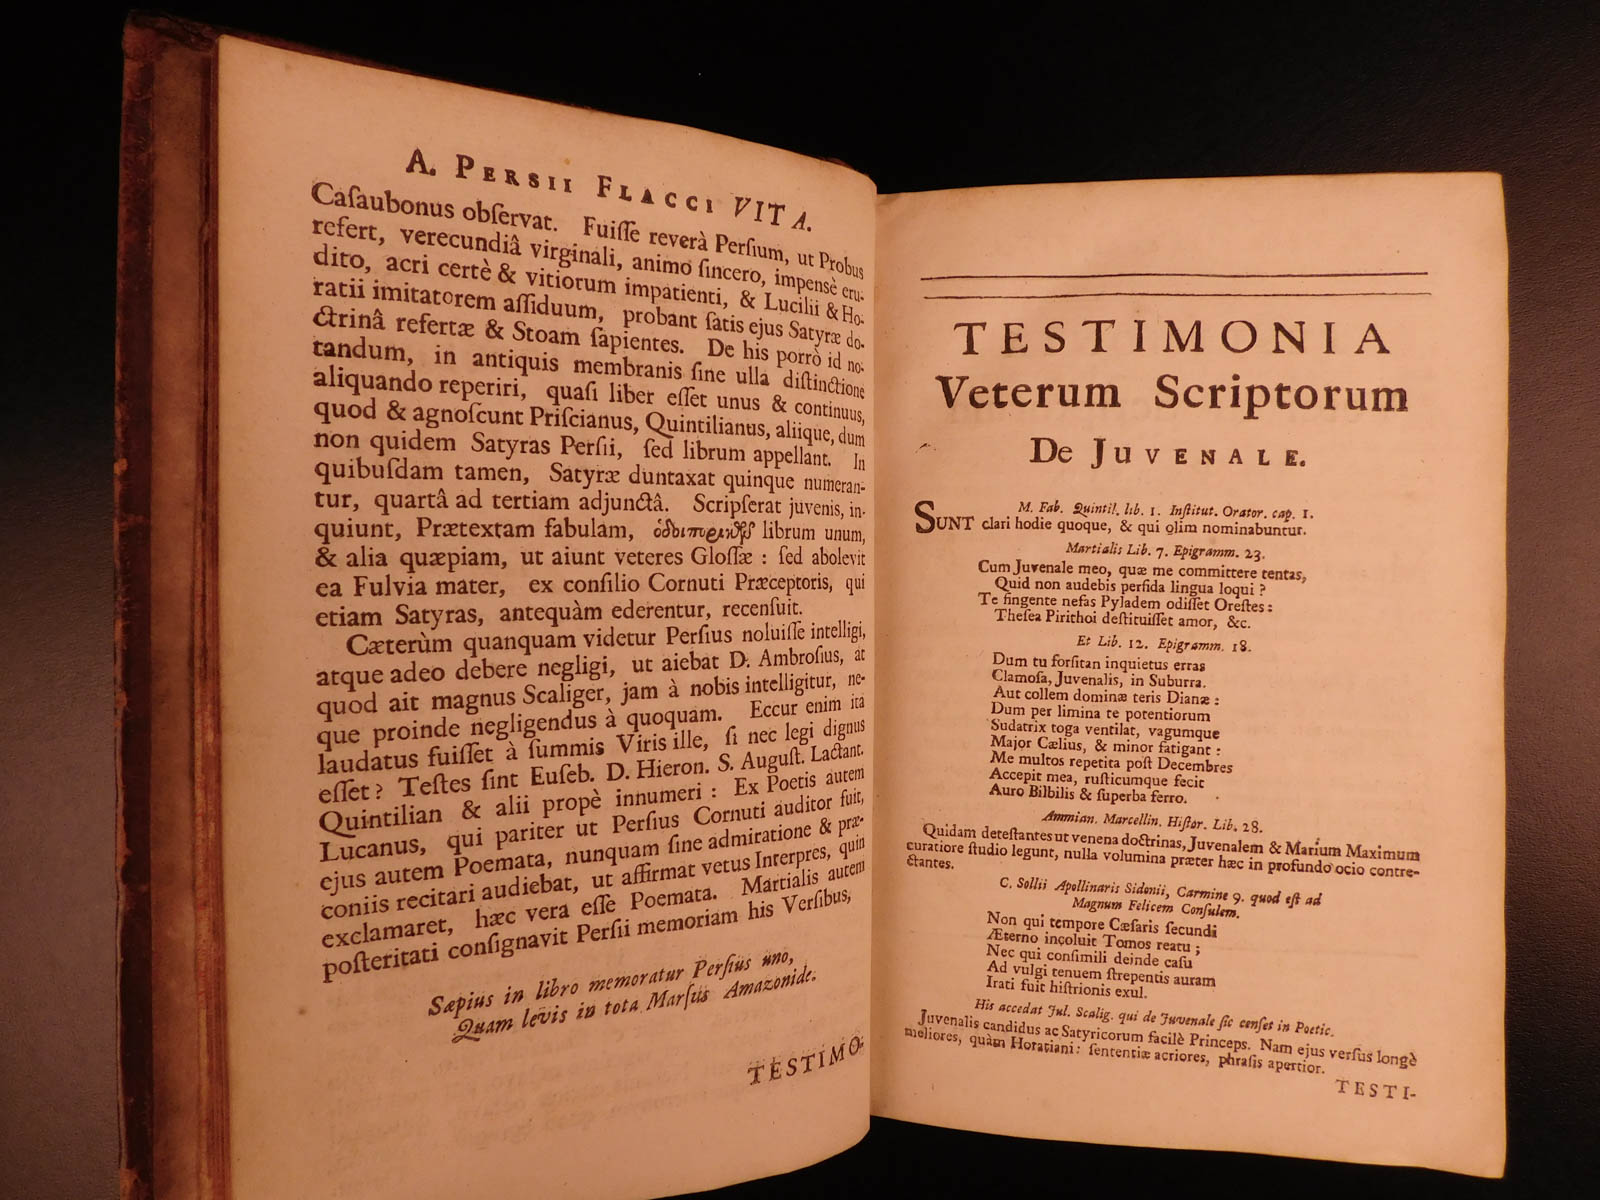 A. PERSII FLACCI VITA.
Caſaubonus obſervat. Fuiſſe reverà Perſium, ut Probus
refert, verecundiâ virginali, animo ſincero, impensè eru-
dito, acri certè & vitiorum impatienti, & Lucilii & Ho-
ratii imitatorem aſſiduum, probant ſatis ejus Satyræ do-
ctrinâ refertæ & Stoam ſapientes. De his porrò id no-
tandum, in antiquis membranis ſine ulla diſtinctione
aliquando reperiri, quaſi liber eſſet unus & continuus,
quod & agnoſcunt Priſcianus, Quintilianus, aliique, dum
non quidem Satyras Perſii, ſed librum appellant. In
quibuſdam tamen, Satyræ duntaxat quinque numeran-
tur, quartâ ad tertiam adjunctâ. Scripſerat juvenis, in-
quiunt, Prætextam fabulam, librum unum,
& alia quæpiam, ut aiunt veteres Gloſſæ: ſed abolevit
ea Fulvia mater, ex conſilio Cornuti Præceptoris, qui
etiam Satyras, antequàm ederentur, recenſuit.
Cæterùm quanquam videtur Perſius noluiſſe intelligi,
atque adeo debere negligi, ut aiebat D. Ambroſius, at
quod ait magnus Scaliger, jam à nobis intelligitur, ne-
que proinde negligendus à quoquam. Eccur enim ita
laudatus fuiſſet à ſummis Viris ille, ſi nec legi dignus
eſſet? Teſtes ſint Euſeb. D. Hieron. S. Auguſt. Lactant.
Quintilian & alii propè innumeri: Ex Poetis autem
Lucanus, qui pariter ut Perſius Cornuti auditor fuit,
ejus autem Poemata, nunquam ſine admiratione & præ-
coniis recitari audiebat, ut affirmat vetus Interpres, quin
exclamaret, hæc vera eſſe Poemata. Martialis autem
poſteritati conſignavit Perſii memoriam his Verſibus,
Sæpius in libro memoratur Perſius uno,
Quam levis in tota Marſus Amazonide.
TESTIMO-
TESTIMONIA
Veterum Scriptorum
De JUVENALE.
M. Fab. Quintil. lib. 1. Inſtitut. Orator. cap. 1.
SUNT clari hodie quoque, & qui olim nominabuntur.
Martialis Lib. 7. Epigramm. 23.
Cum Juvenale meo, quæ me committere tentas,
Quid non audebis perfida lingua loqui?
Te fingente nefas Pyladem odiſſet Oreſtes:
Theſea Pirithoi deſtituiſſet amor, &c.
Et Lib. 12. Epigramm. 18.
Dum tu forſitan inquietus erras
Clamoſa, Juvenalis, in Suburra.
Aut collem dominæ teris Dianæ:
Dum per limina te potentiorum
Sudatrix toga ventilat, vagumque
Major Cælius, & minor fatigant:
Me multos repetita poſt Decembres
Accepit mea, ruſticumque fecit
Auro Bilbilis & ſuperba ferro.
Ammian. Marcellin. Hiſtor. Lib. 28.
Quidam deteſtantes ut venena doctrinas, Juvenalem & Marium Maximum
curatiore ſtudio legunt, nulla volumina præter hæc in profundo ocio contre-
ctantes.
C. Sollii Apollinaris Sidonii, Carmine 9. quod eſt ad
Magnum Felicem Conſulem.
Non qui tempore Cæſaris ſecundi
Æterno incoluit Tomos reatu;
Nec qui conſimili deinde caſu
Ad vulgi tenuem ſtrepentis auram
Irati fuit hiſtrionis exul.
His accedat Jul. Scalig. qui de Juvenale ſic cenſet in Poetic.
Juvenalis candidus ac Satyricorum facilè Princeps. Nam ejus verſus longè
meliores, quàm Horatiani: ſententiæ acriores, phraſis apertior.
TESTI-